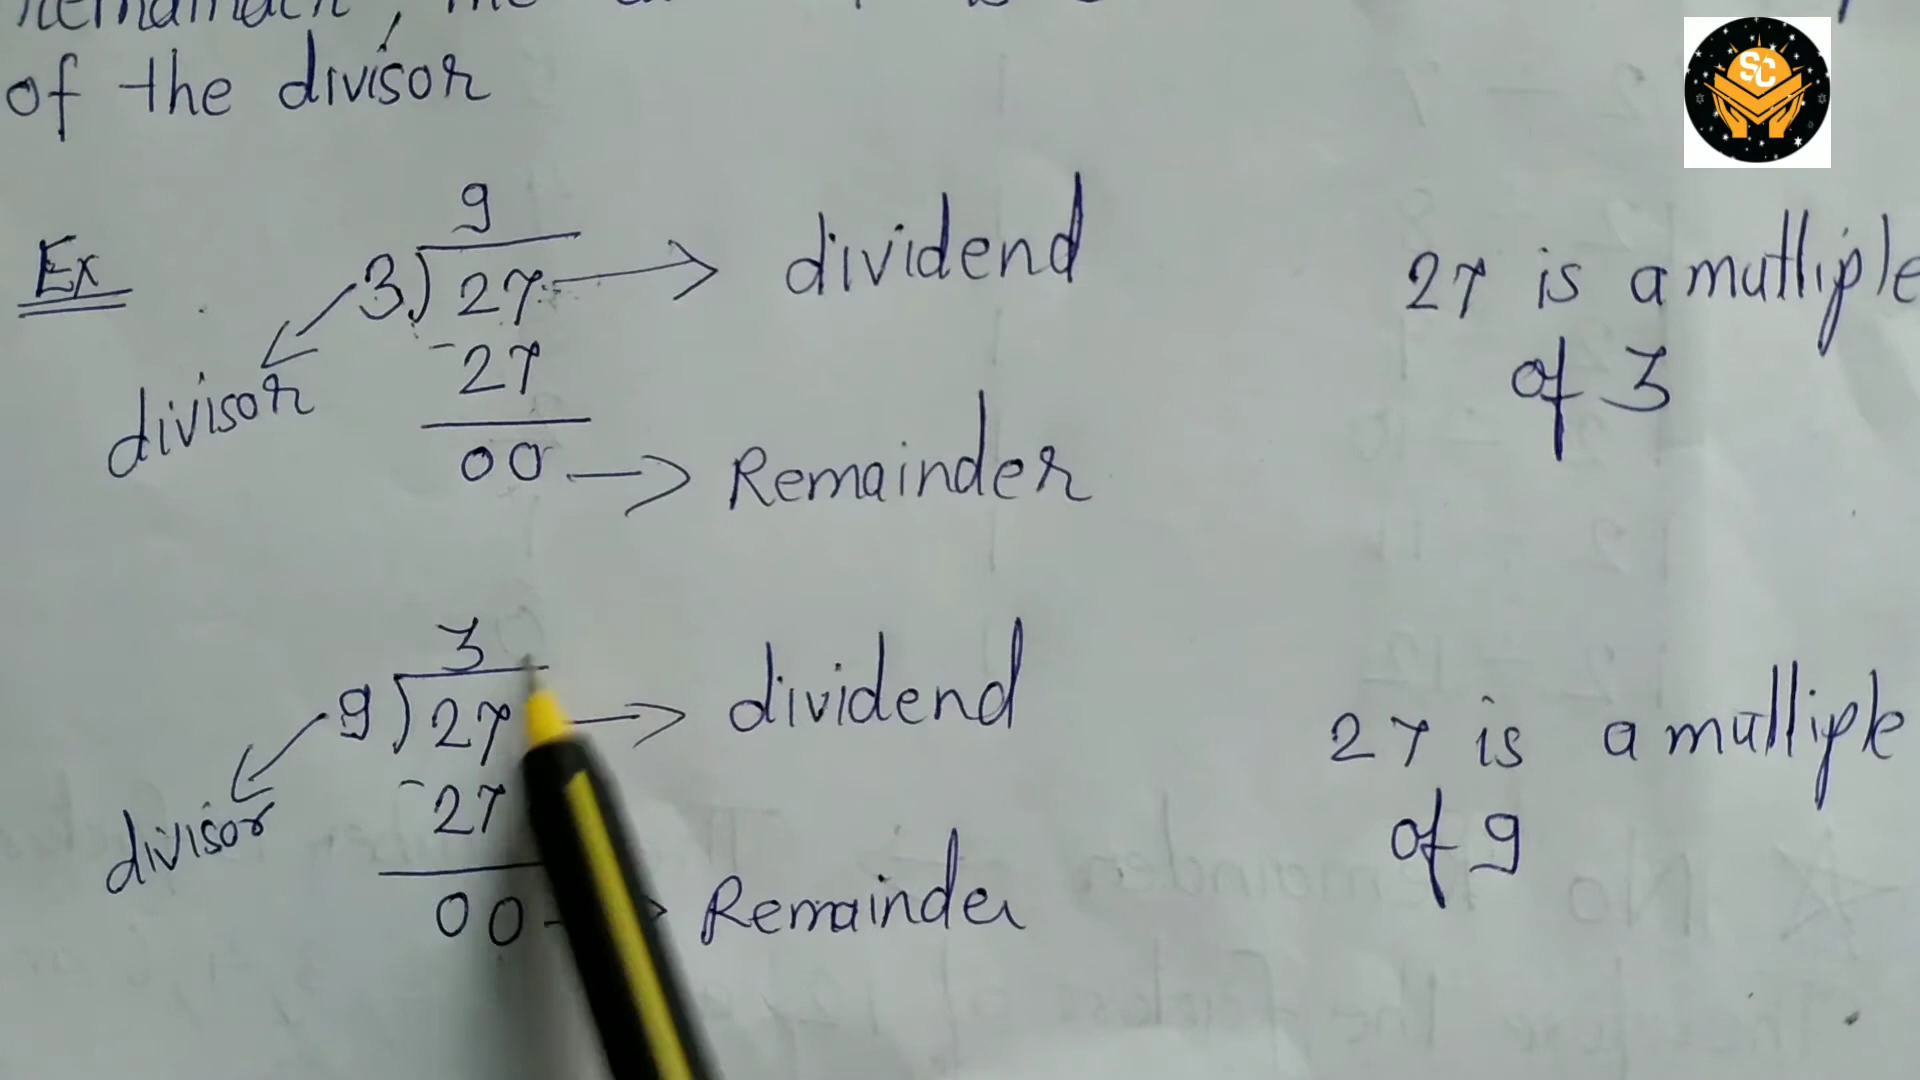 of the divisor
SC
Ex
9
3) 27 → dividend
divisor
- 27
00 → Remainder
27 is a multiple
of 3
3
9) 27 → dividend
divisor
- 27
00 → Remainder
27 is a multiple
of 9